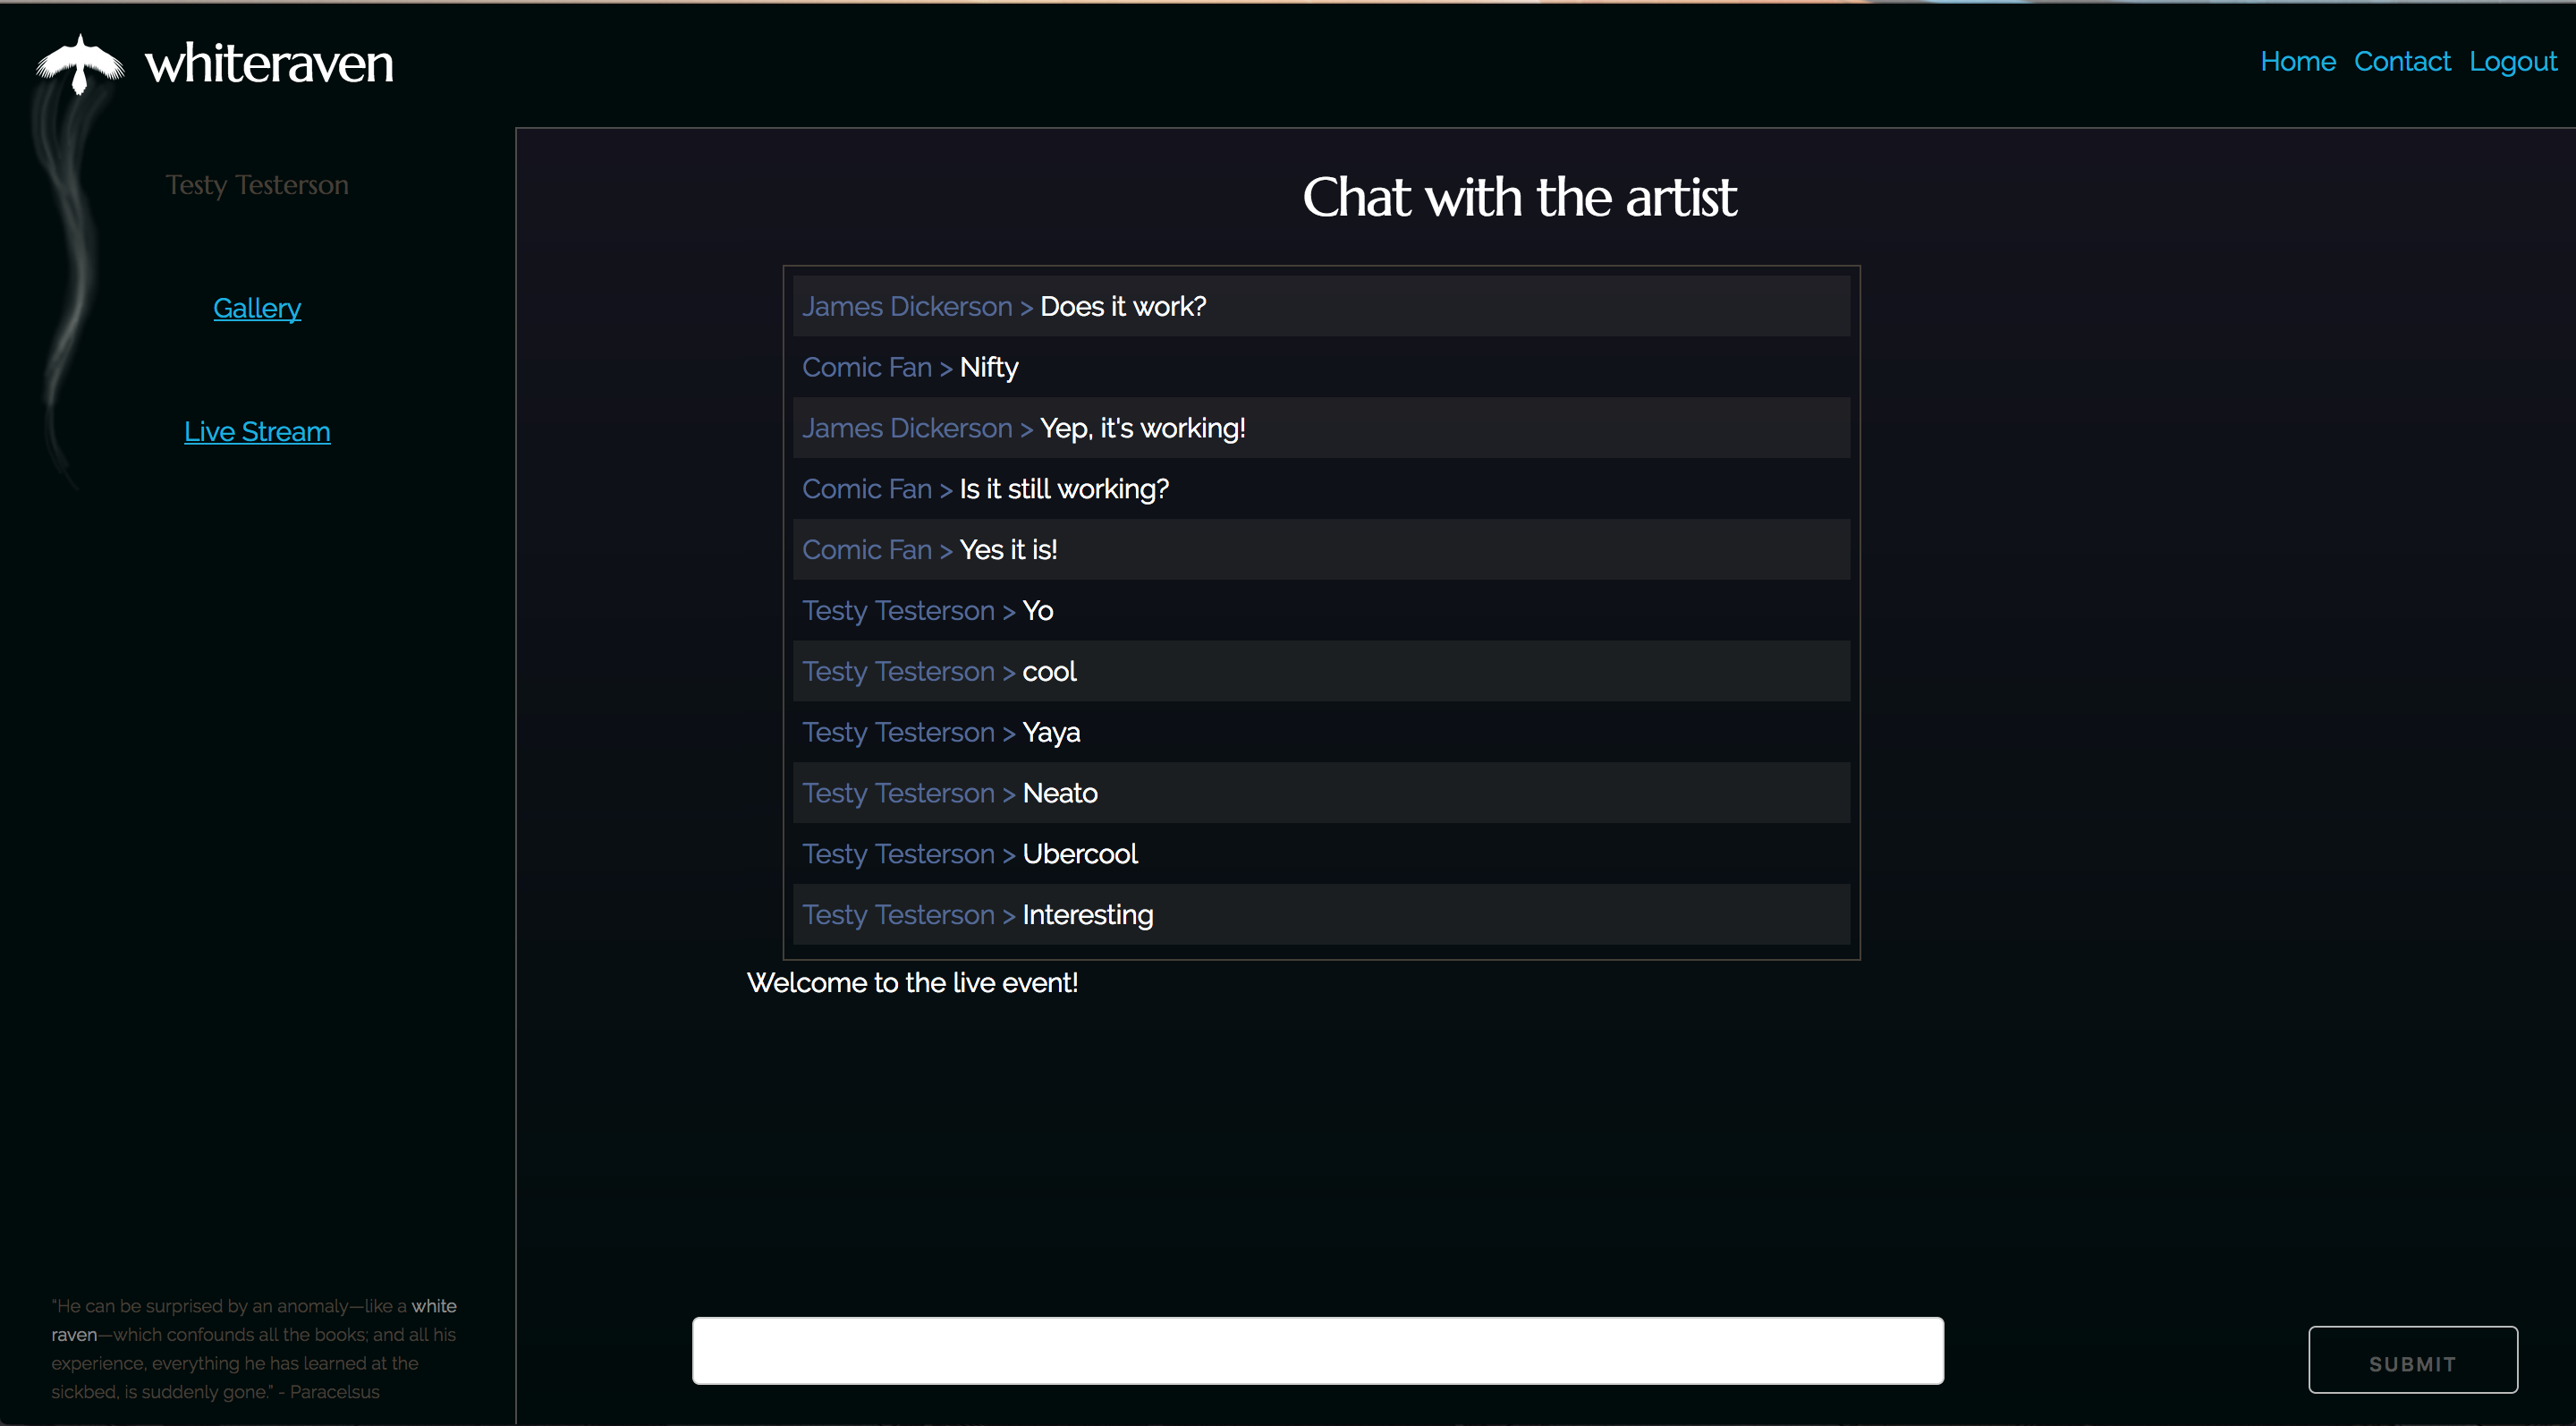 whiteraven
Home Contact Logout
Testy Testerson
Gallery
Live Stream
Chat with the artist
James Dickerson > Does it work?
Comic Fan > Nifty
James Dickerson > Yep, it's working!
Comic Fan > Is it still working?
Comic Fan > Yes it is!
Testy Testerson > Yo
Testy Testerson > cool
Testy Testerson > Yaya
Testy Testerson > Neato
Testy Testerson > Ubercool
Testy Testerson > Interesting
Welcome to the live event!
"He can be surprised by an anomaly—like a white
raven—which confounds all the books; and all his
experience, everything he has learned at the
sickbed, is suddenly gone." - Paracelsus
SUBMIT